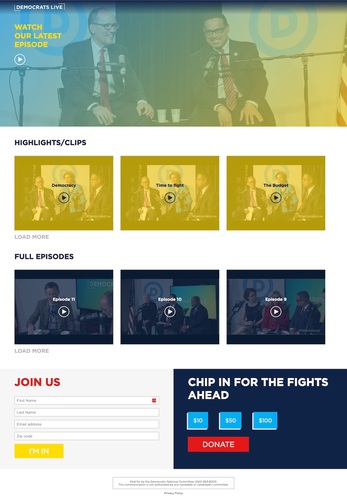 DEMOCRATS LIVE
WATCH
OUR LATEST
EPISODE
HIGHLIGHTS/CLIPS
Democracy
Time to fight
The Budget
LOAD MORE
FULL EPISODES
Episode 11
Episode 10
Episode 9
LOAD MORE
JOIN US
First Name
Last Name
Email address
Zip code
I'M IN
CHIP IN FOR THE FIGHTS
AHEAD
$10
$50
$100
DONATE
Paid for by the Democratic National Committee
This communication is not authorized by any candidate or candidate's committee.
Privacy Policy